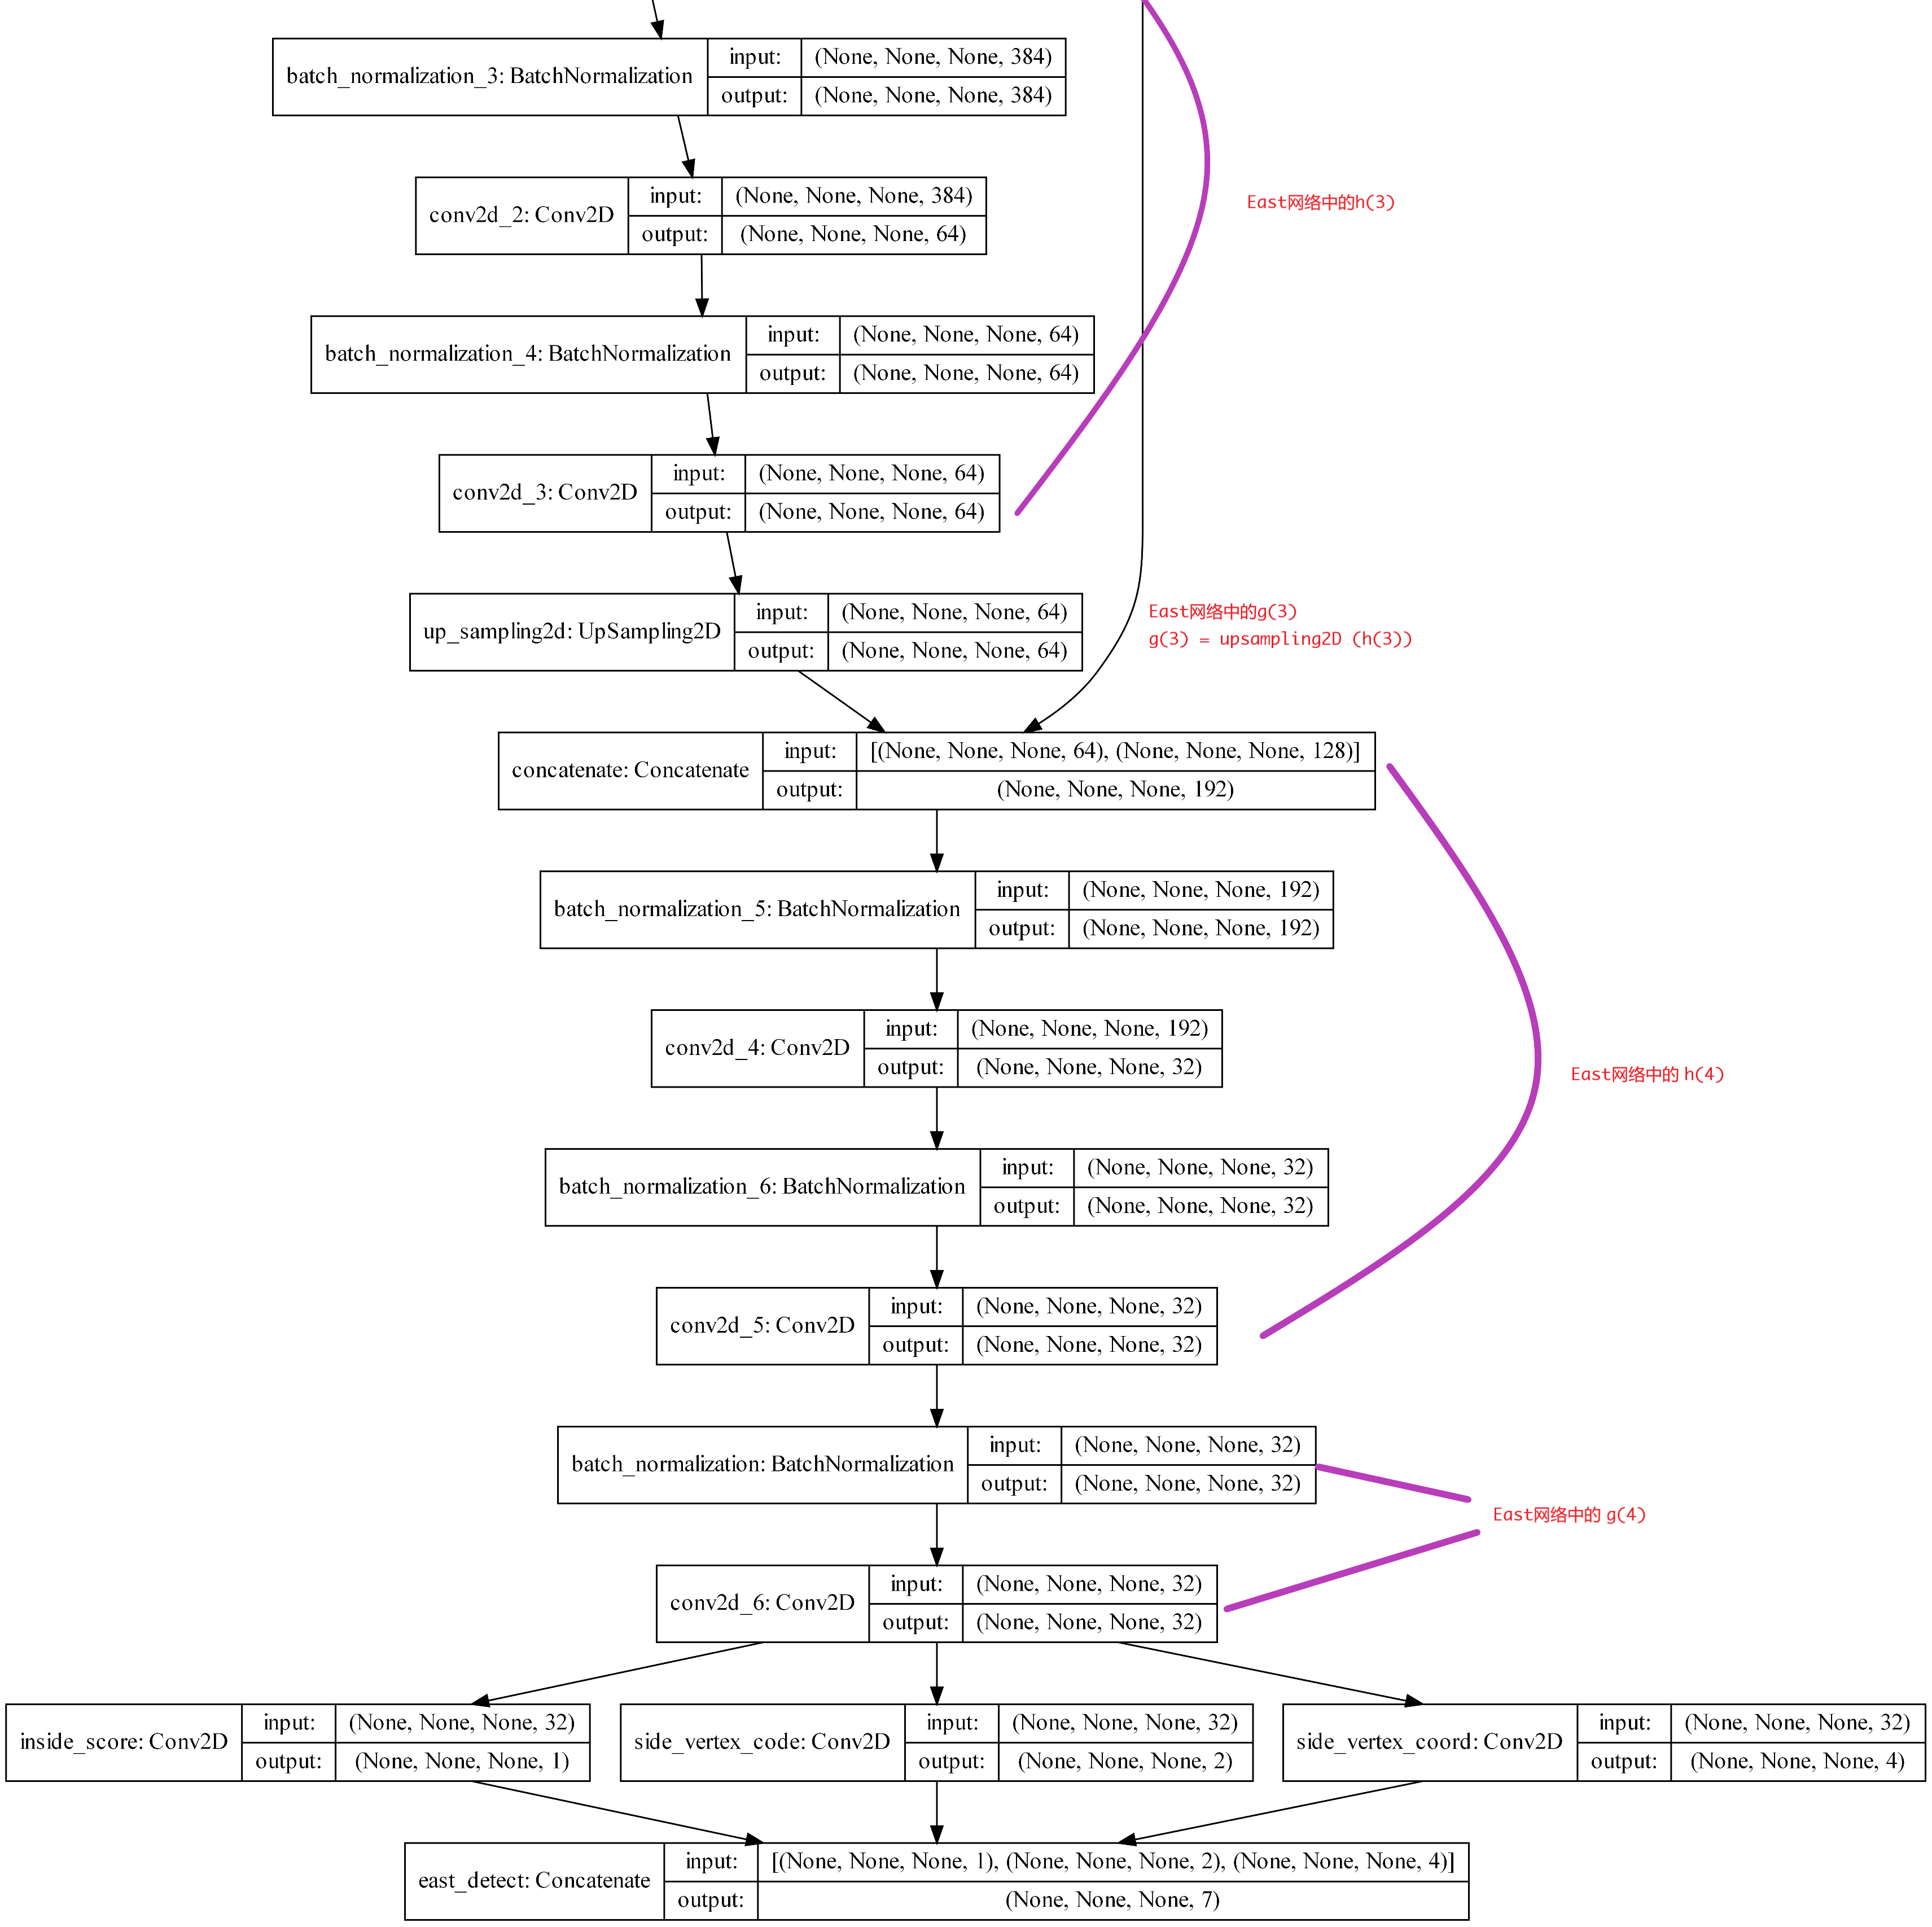 batch_normalization_3: BatchNormalization
input: (None, None, None, 384)
output: (None, None, None, 384)
conv2d_2: Conv2D
input: (None, None, None, 384)
output: (None, None, None, 64)
East网络中的h(3)
batch_normalization_4: BatchNormalization
input: (None, None, None, 64)
output: (None, None, None, 64)
conv2d_3: Conv2D
input: (None, None, None, 64)
output: (None, None, None, 64)
up_sampling2d: UpSampling2D
input: (None, None, None, 64)
output: (None, None, None, 64)
East网络中的g(3)
g(3) = upsampling2D (h(3))
concatenate: Concatenate
input: [(None, None, None, 64), (None, None, None, 128)]
output: (None, None, None, 192)
batch_normalization_5: BatchNormalization
input: (None, None, None, 192)
output: (None, None, None, 192)
conv2d_4: Conv2D
input: (None, None, None, 192)
output: (None, None, None, 32)
East网络中的 h(4)
batch_normalization_6: BatchNormalization
input: (None, None, None, 32)
output: (None, None, None, 32)
conv2d_5: Conv2D
input: (None, None, None, 32)
output: (None, None, None, 32)
batch_normalization: BatchNormalization
input: (None, None, None, 32)
output: (None, None, None, 32)
East网络中的 g(4)
conv2d_6: Conv2D
input: (None, None, None, 32)
output: (None, None, None, 32)
inside_score: Conv2D
input: (None, None, None, 32)
output: (None, None, None, 1)
side_vertex_code: Conv2D
input: (None, None, None, 32)
output: (None, None, None, 2)
side_vertex_coord: Conv2D
input: (None, None, None, 32)
output: (None, None, None, 4)
east_detect: Concatenate
input: [(None, None, None, 1), (None, None, None, 2), (None, None, None, 4)]
output: (None, None, None, 7)